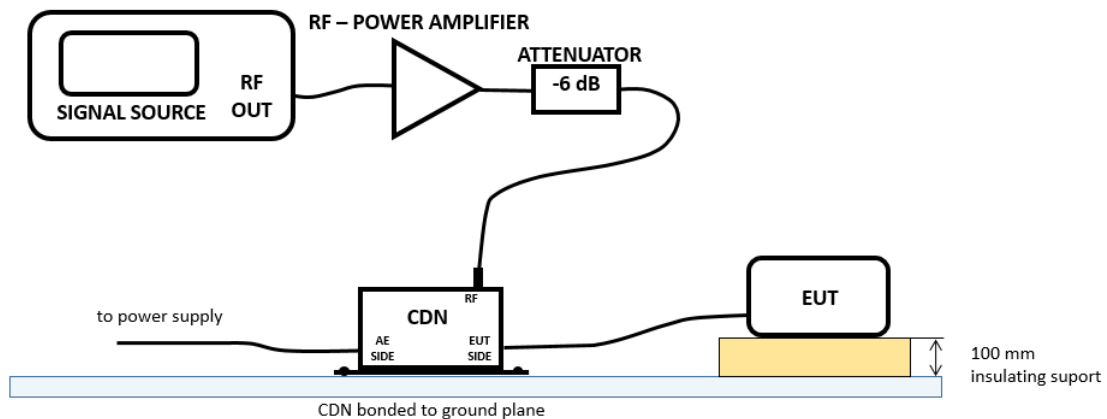 RF – POWER AMPLIFIER
ATTENUATOR
-6 dB
RF
OUT
SIGNAL SOURCE
RF
CDN
AE
SIDE
EUT
SIDE
EUT
to power supply
100 mm
insulating suport
CDN bonded to ground plane